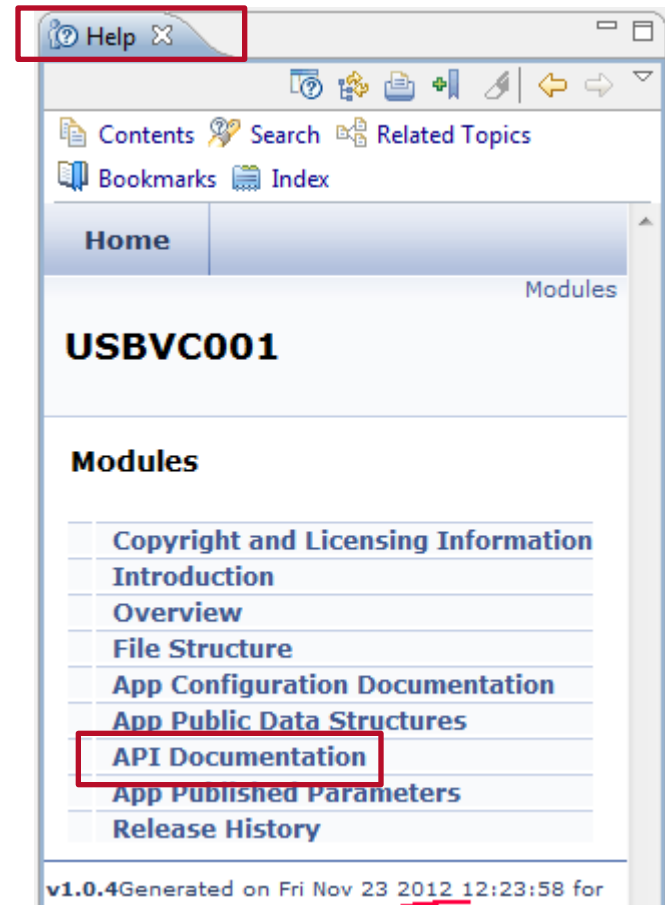 Help
Contents Search Related Topics
Bookmarks Index
Home
Modules
USBVC001
Modules
Copyright and Licensing Information
Introduction
Overview
File Structure
App Configuration Documentation
App Public Data Structures
API Documentation
App Published Parameters
Release History
v1.0.4Generated on Fri Nov 23 2012 12:23:58 for